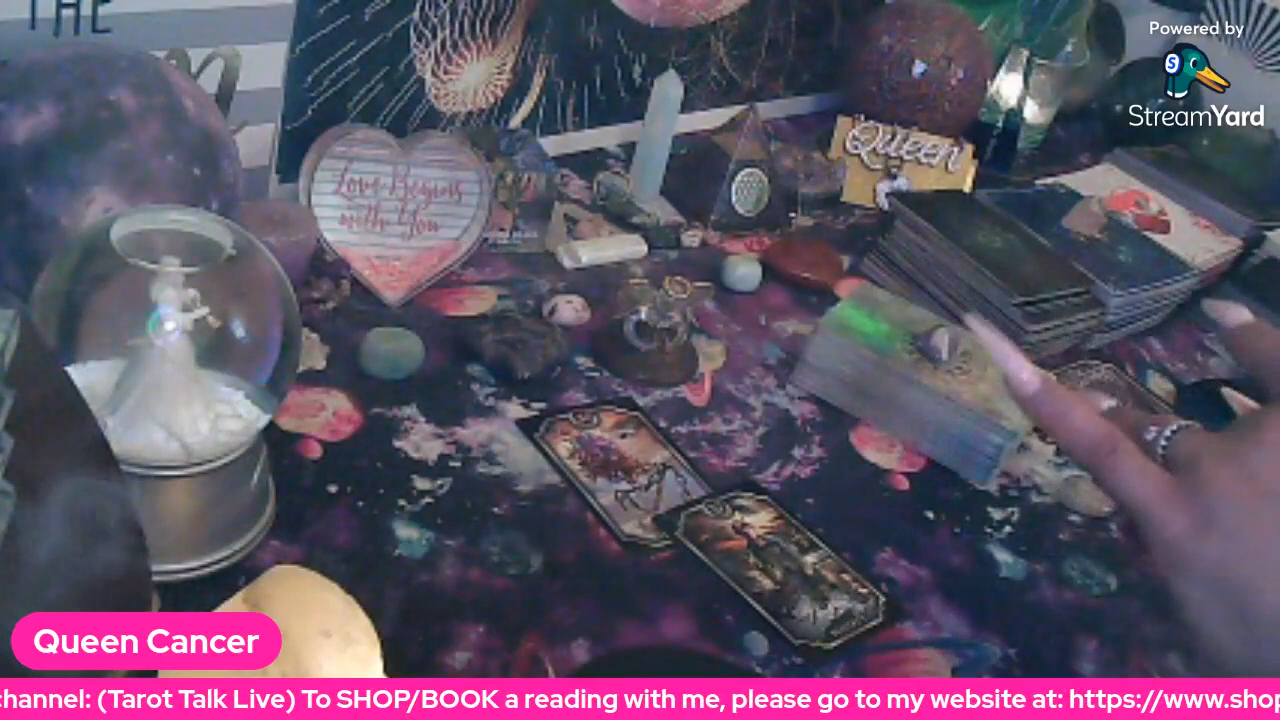 THE
Powered by
StreamYard
Love Begins
with You
Queen
Queen Cancer
channel: (Tarot Talk Live) To SHOP/BOOK a reading with me, please go to my website at: https://www.shop